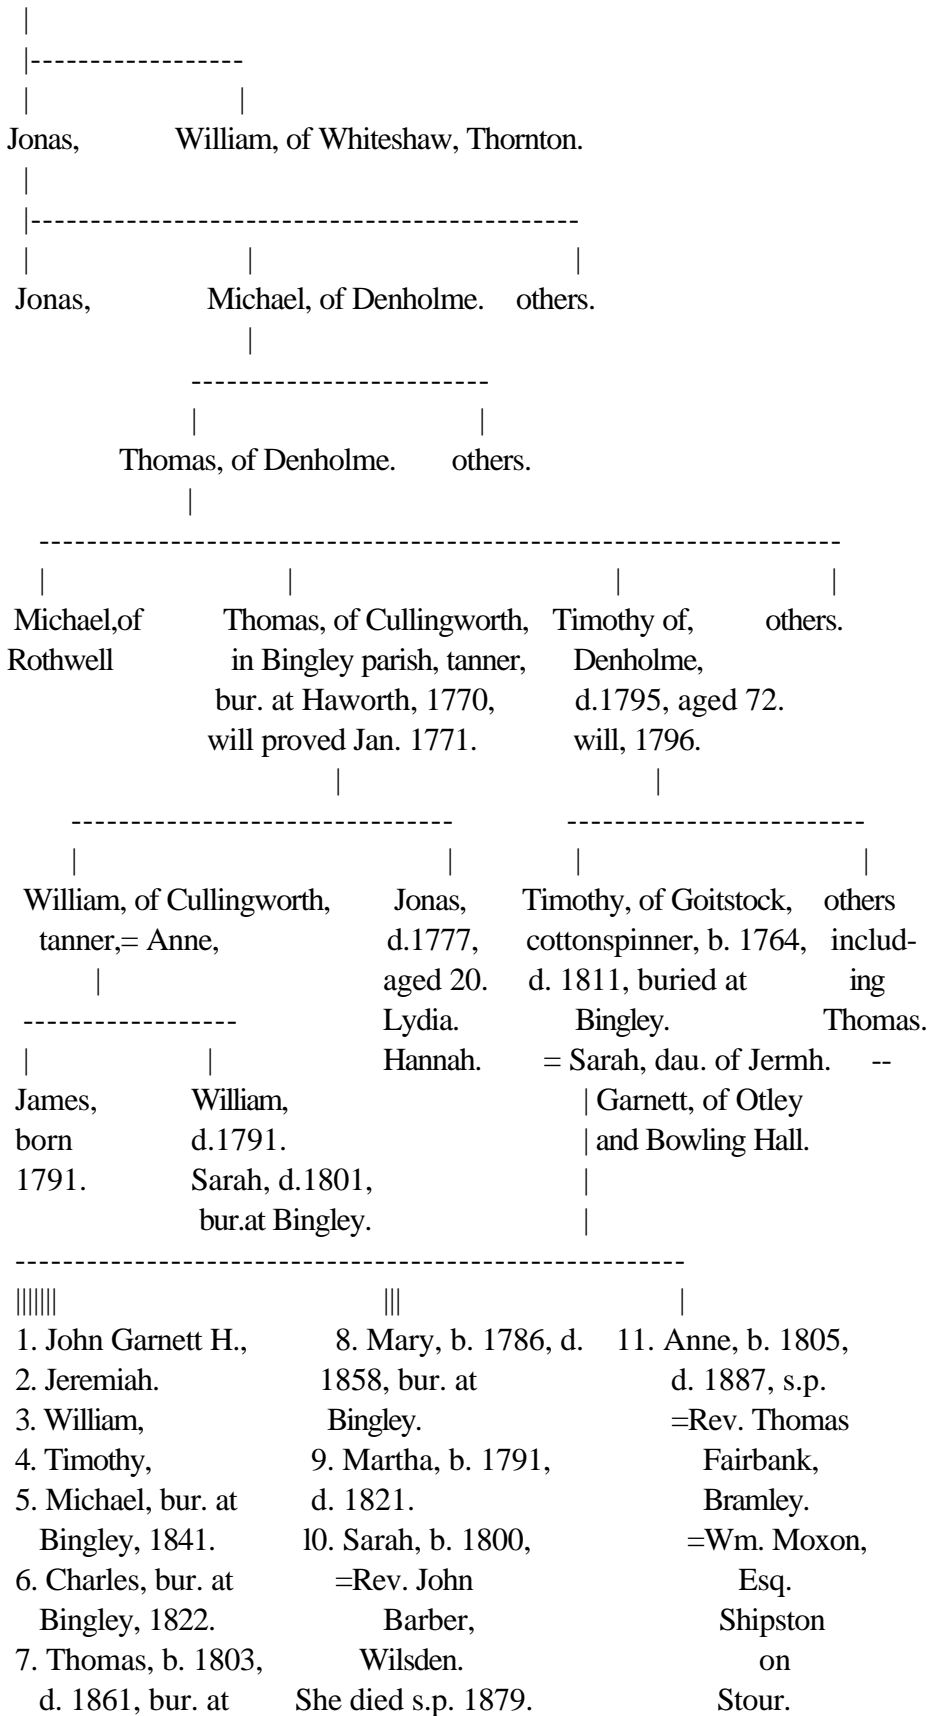 |
|------------------
| |
Jonas, William, of Whiteshaw, Thornton.
|
|----------------------------------------------
| | |
Jonas, Michael, of Denholme. others.
|
-------------------------
| |
Thomas, of Denholme. others.
|
-------------------------------------------------------------------
| | | |
Michael,of Thomas, of Cullingworth, Timothy of, others.
Rothwell in Bingley parish, tanner, Denholme,
bur. at Haworth, 1770, d.1795, aged 72.
will proved Jan. 1771. will, 1796.
| |
-------------------------------- -------------------------
| | | |
William, of Cullingworth, Jonas, Timothy, of Goitstock, others
tanner,= Anne, d.1777, cottonspinner, b. 1764, includ-
| aged 20. d. 1811, buried at ing
------------------ Lydia. Bingley. Thomas.
| | Hannah. = Sarah, dau. of Jermh. --
James, William, | Garnett, of Otley
born d.1791. | and Bowling Hall.
1791. Sarah, d.1801, |
bur.at Bingley. |
--------------------------------------------------------
||||||| ||| |
1. John Garnett H., 8. Mary, b. 1786, d. 11. Anne, b. 1805,
2. Jeremiah. 1858, bur. at d. 1887, s.p.
3. William, Bingley. =Rev. Thomas
4. Timothy, 9. Martha, b. 1791, Fairbank,
5. Michael, bur. at d. 1821. Bramley.
Bingley, 1841. l0. Sarah, b. 1800, =Wm. Moxon,
6. Charles, bur. at =Rev. John Esq.
Bingley, 1822. Barber, Shipston
7. Thomas, b. 1803, Wilsden. on
d. 1861, bur. at She died s.p. 1879. Stour.